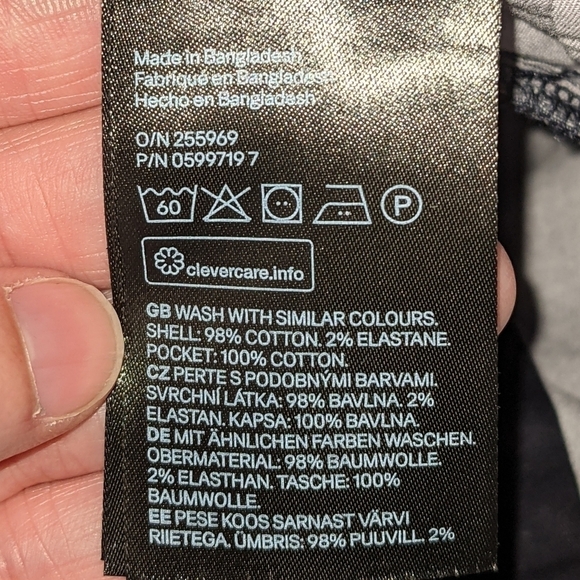 Made in Bangladesh
Fabriqué en Bangladesh
Hecho en Bangladesh
O/N 255969
P/N 0599719 7
60
P
clevercare.info
GB WASH WITH SIMILAR COLOURS.
SHELL: 98% COTTON. 2% ELASTANE.
POCKET: 100% COTTON.
CZ PERTE S PODOBNÝMI BARVAMI.
SVRCHNÍ LÁTKA: 98% BAVLNA. 2%
ELASTAN. KAPSA: 100% BAVLNA.
DE MIT ÄHNLICHEN FARBEN WASCHEN.
OBERMATERIAL: 98% BAUMWOLLE.
2% ELASTHAN. TASCHE: 100%
BAUMWOLLE.
EE PESE KOOS SARNAST VÄRVI
RIIETEGA. ÜMBRIS: 98% PUUVILL. 2%